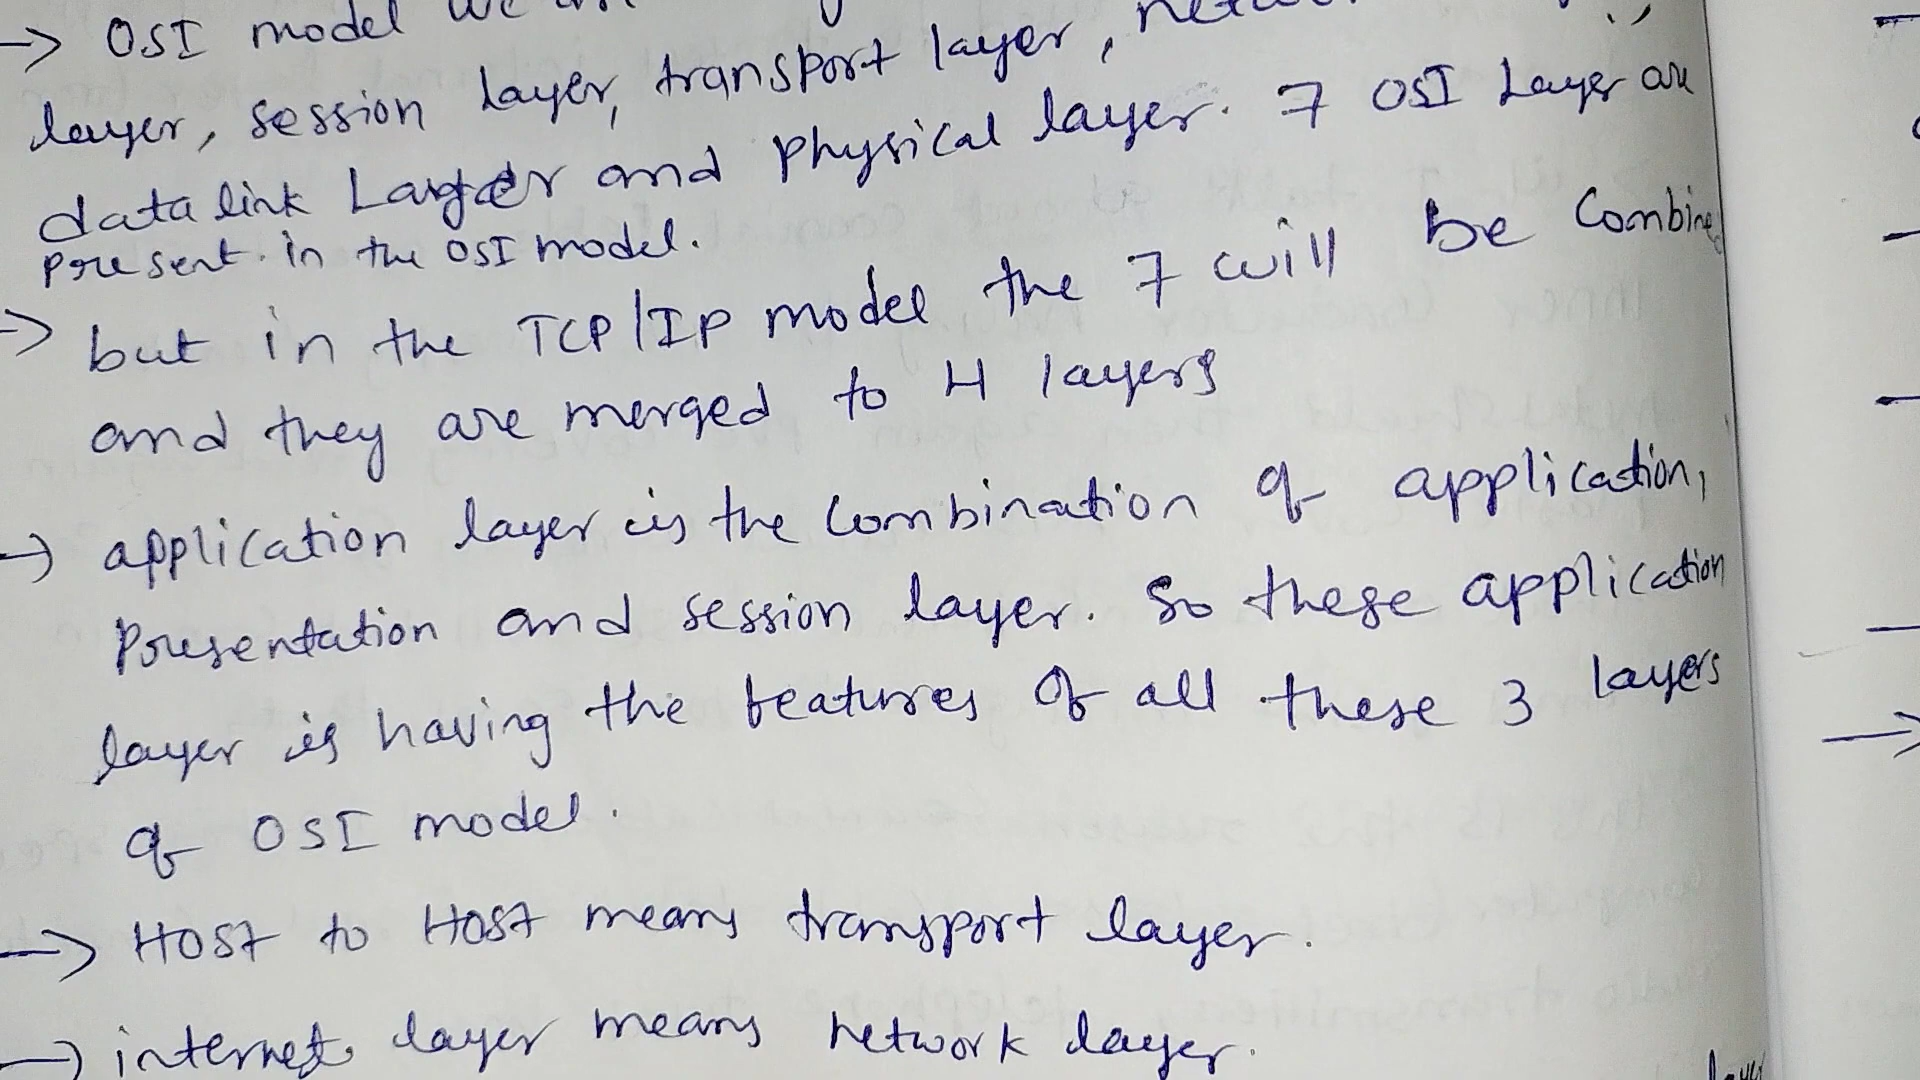 -> OSI model we
layer, session layer, transport layer,
data link Layer and physical layer. 7 OSI Layer are
present in the OSI model.
-> but in the TCP/IP model the 7 will be combine
and they are merged to 4 layers
-> application layer is the combination of application,
presentation and session layer. So these application
layer is having the features of all these 3 layers
of OSI model.
-> HOST to HOST means transport layer.
-> internet layer means network layer.